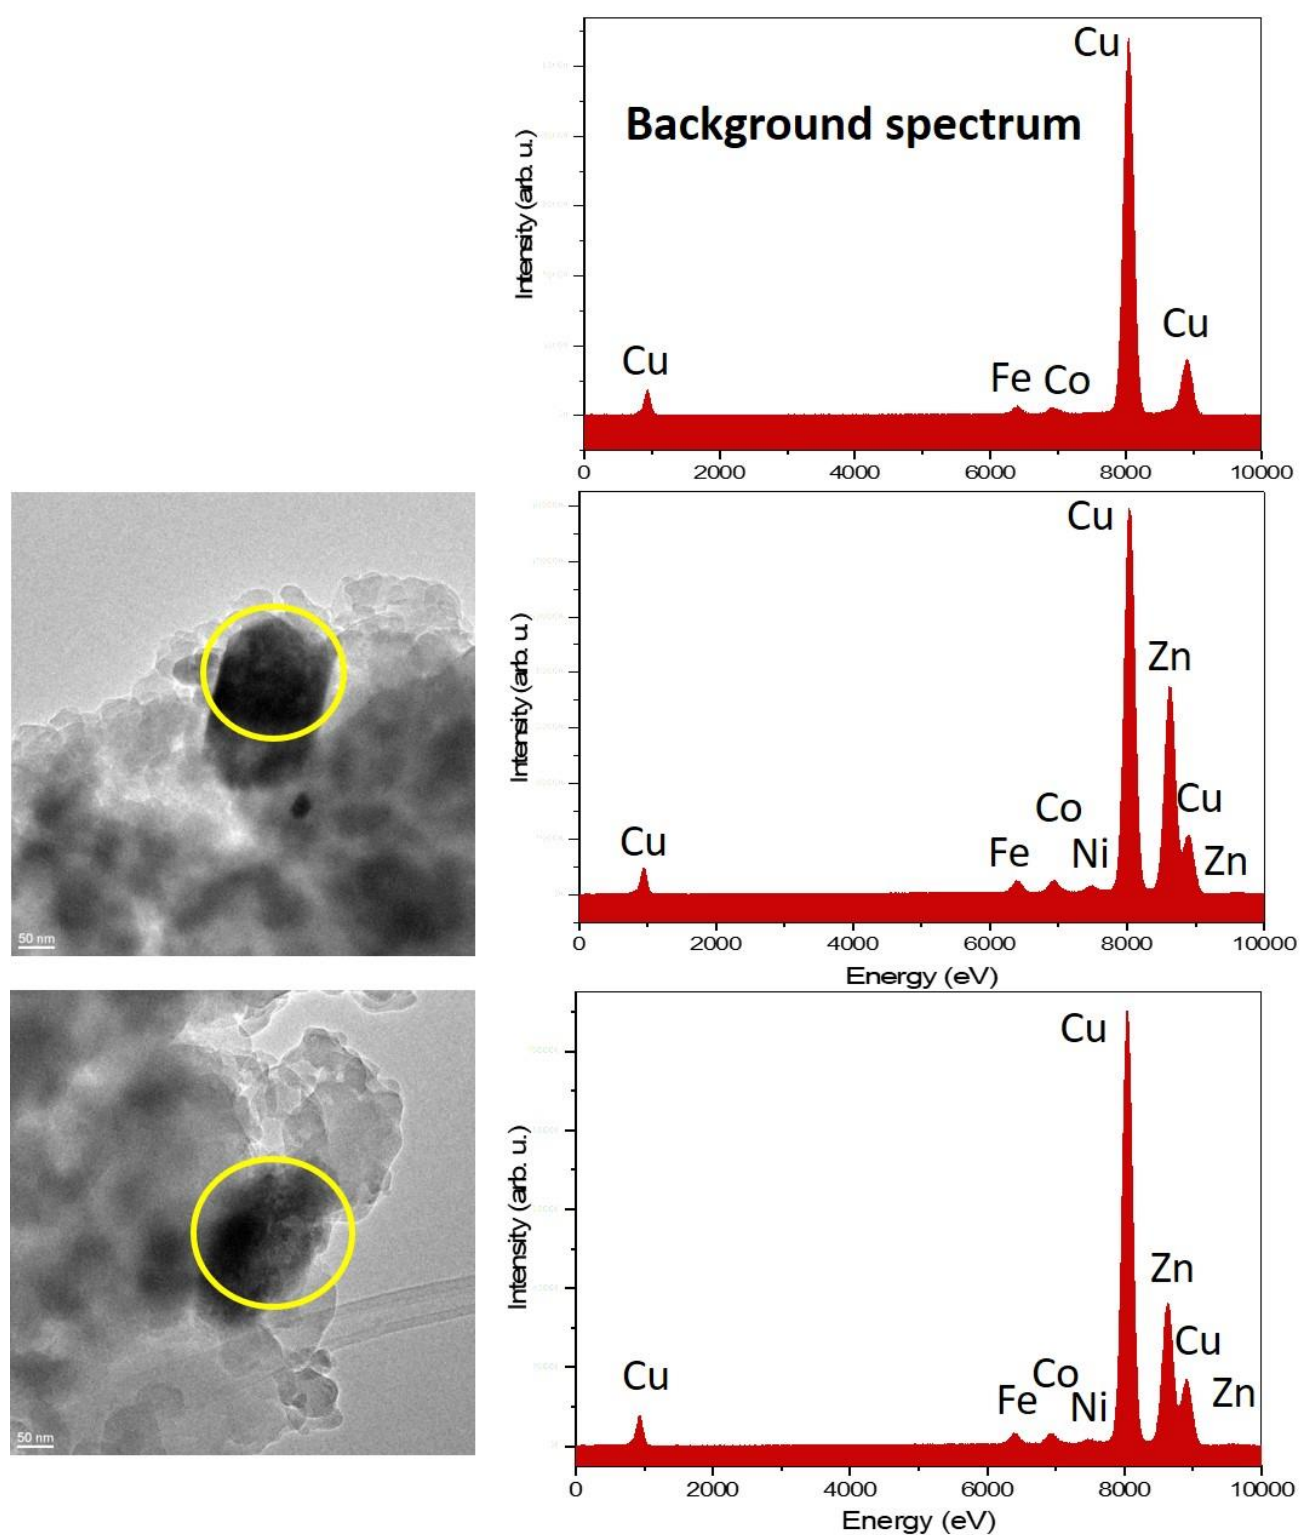 Background spectrum
Intensity (arb. u.)
Cu
Fe
Co
Cu
Cu
0 2000 4000 6000 8000 10000
50 nm
Intensity (arb. u.)
Cu
Fe
Co
Ni
Cu
Zn
Cu
Zn
0 2000 4000 6000 8000 10000
Energy (eV)
50 nm
Intensity (arb. u.)
Cu
Fe
Co
Ni
Cu
Zn
Cu
Zn
0 2000 4000 6000 8000 10000
Energy (eV)